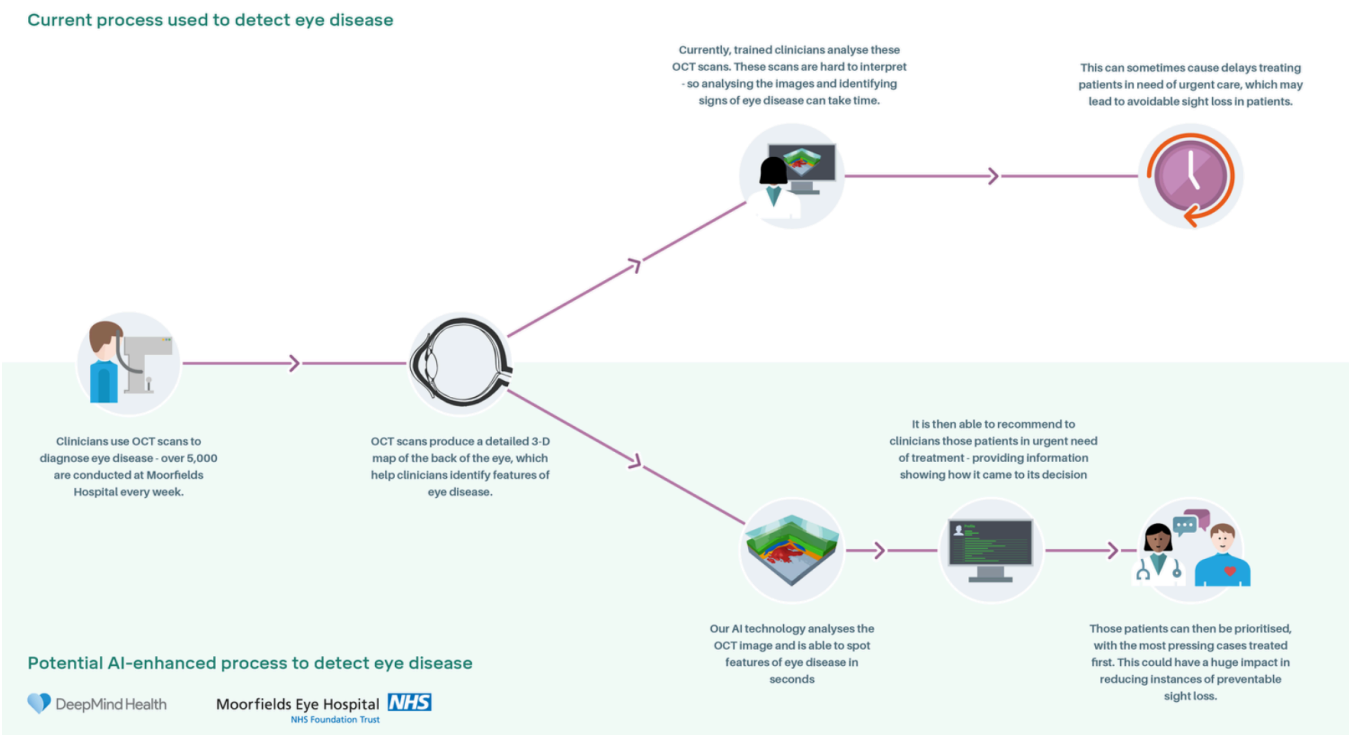 Current process used to detect eye disease
Currently, trained clinicians analyse these
OCT scans. These scans are hard to interpret
- so analysing the images and identifying
signs of eye disease can take time.
This can sometimes cause delays treating
patients in need of urgent care, which may
lead to avoidable sight loss in patients.
Clinicians use OCT scans to
diagnose eye disease - over 5,000
are conducted at Moorfields
Hospital every week.
OCT scans produce a detailed 3-D
map of the back of the eye, which
help clinicians identify features of
eye disease.
It is then able to recommend to
clinicians those patients in urgent need
of treatment - providing information
showing how it came to its decision
Our AI technology analyses the
OCT image and is able to spot
features of eye disease in
seconds
Those patients can then be prioritised,
with the most pressing cases treated
first. This could have a huge impact in
reducing instances of preventable
sight loss.
Potential AI-enhanced process to detect eye disease
DeepMind Health
Moorfields Eye Hospital NHS
NHS Foundation Trust